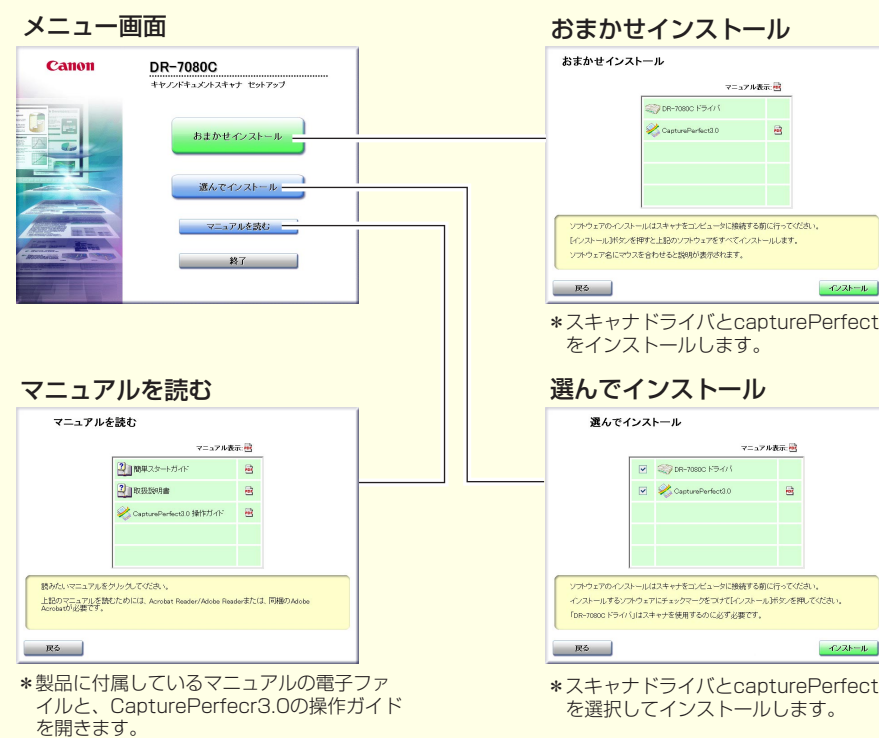 メニュー画面
Canon
DR-7080C
キヤノンドキュメントスキャナ セットアップ
おまかせインストール
選んでインストール
マニュアルを読む
終了
おまかせインストール
おまかせインストール
マニュアル表示:
DR-7080C ドライバ
CapturePerfect3.0
ソフトウェアのインストールはスキャナをコンピュータに接続する前に行ってください。
[インストール]ボタンを押すと上記のソフトウェアをすべてインストールします。
ソフトウェア名にマウスを合わせると説明が表示されます。
戻る
インストール
＊スキャナドライバとcapturePerfect
をインストールします。
マニュアルを読む
マニュアルを読む
マニュアル表示:
簡単スタートガイド
取扱説明書
CapturePerfect3.0 操作ガイド
読みたいマニュアルをクリックしてください。
上記のマニュアルを読むためには、Acrobat Reader/Adobe Readerまたは、同梱のAdobe
Acrobatが必要です。
戻る
＊製品に付属しているマニュアルの電子ファ
イルと、CapturePerfecr3.0の操作ガイド
を開きます。
選んでインストール
選んでインストール
マニュアル表示:
DR-7080C ドライバ
CapturePerfect3.0
ソフトウェアのインストールはスキャナをコンピュータに接続する前に行ってください。
インストールするソフトウェアにチェックマークをつけて[インストール]ボタンを押してください。
「DR-7080C ドライバ」はスキャナを使用するのに必ず必要です。
戻る
インストール
＊スキャナドライバとcapturePerfect
を選択してインストールします。